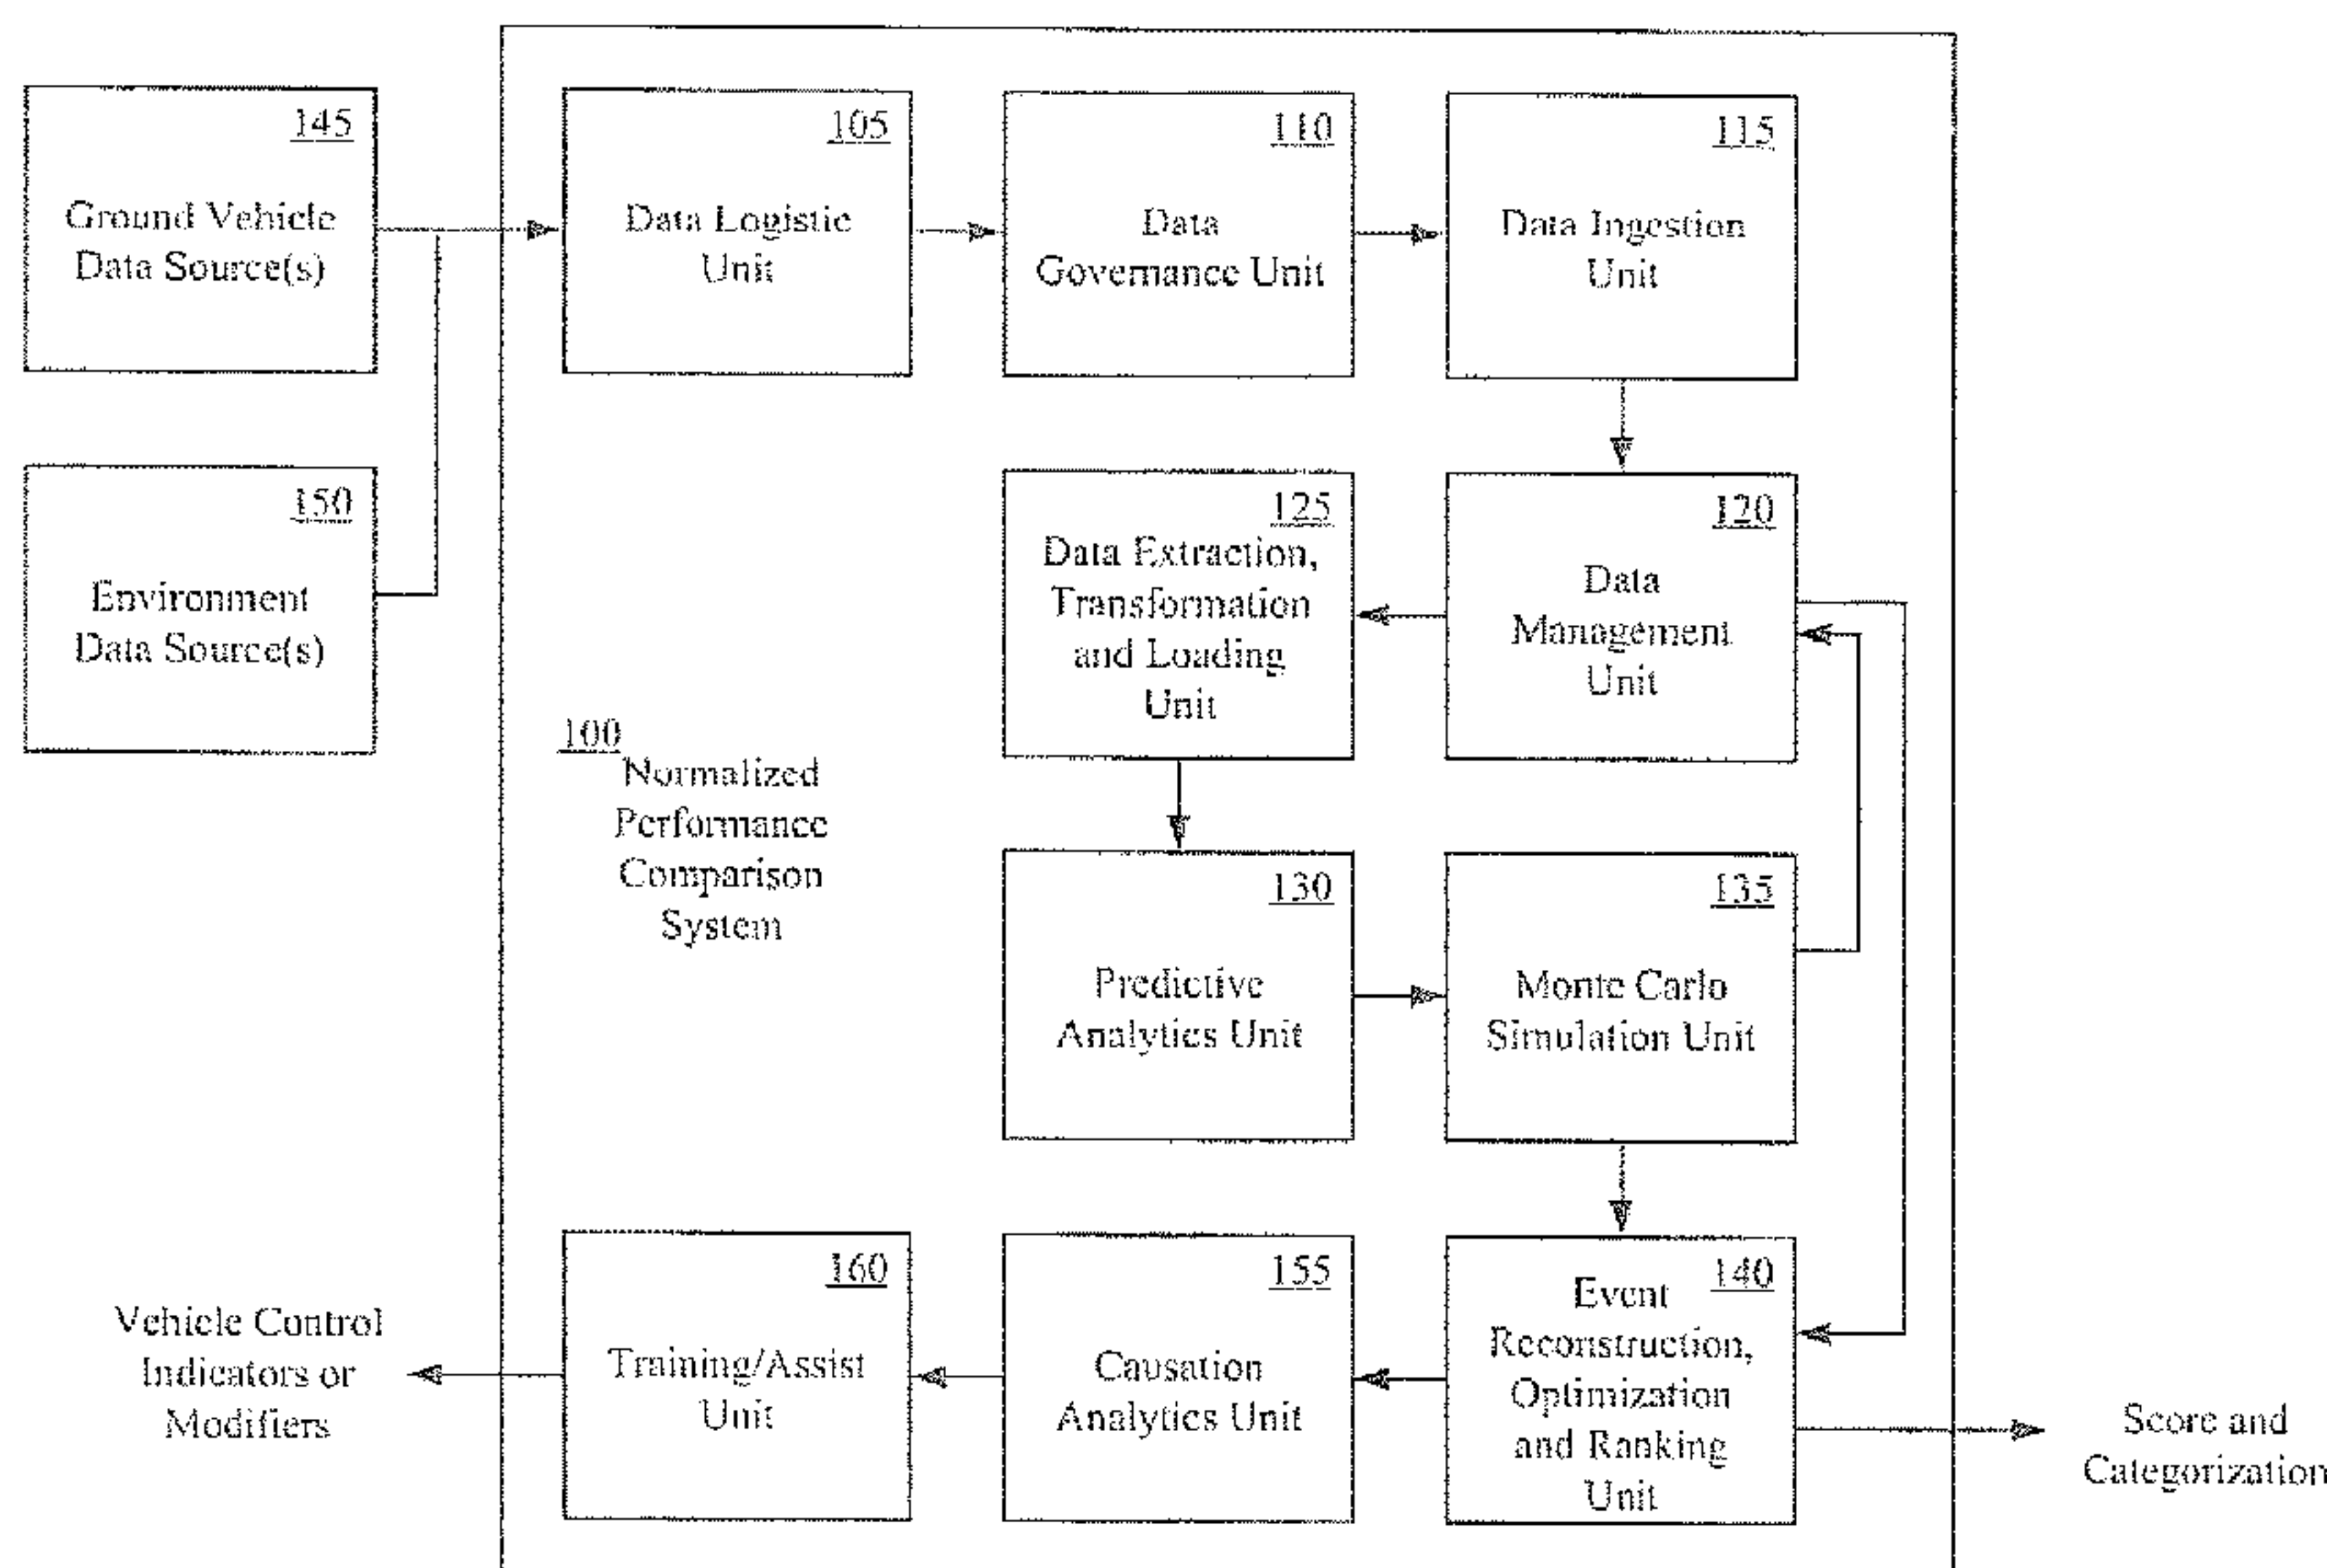 145
Ground Vehicle
Data Source(s)
105
Data Logistic
Unit
110
Data
Governance Unit
115
Data Ingestion
Unit
150
Environment
Data Source(s)
125
Data Extraction,
Transformation
and Loading
Unit
120
Data
Management
Unit
100
Normalized
Performance
Comparison
System
130
Predictive
Analytics Unit
135
Monte Carlo
Simulation Unit
Vehicle Control
Indicators or
Modifiers
160
Training/Assist
Unit
155
Causation
Analytics Unit
140
Event
Reconstruction,
Optimization
and Ranking
Unit
Score and
Categorization